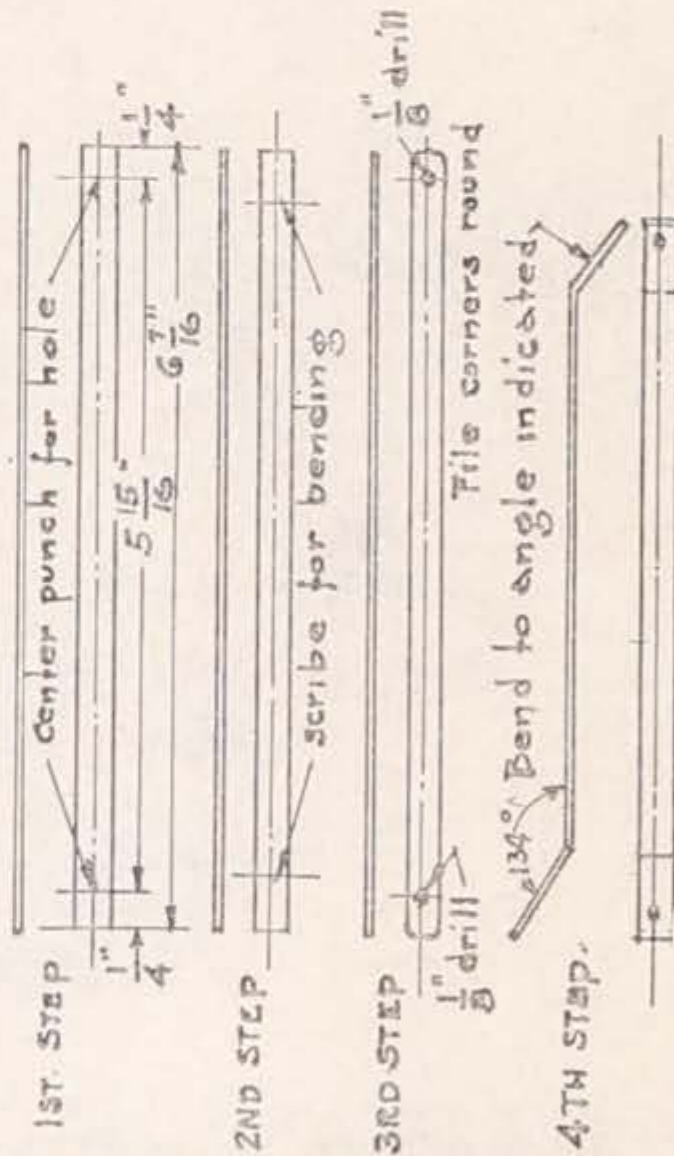 1ST. STEP
Center punch for hole
1/4"
5 15/16"
6 7/16"
1/4"
2ND STEP
scribe for bending
3RD STEP
1/8" drill
1/8" drill
File corners round
4TH STEP.
134° Bend to angle indicated